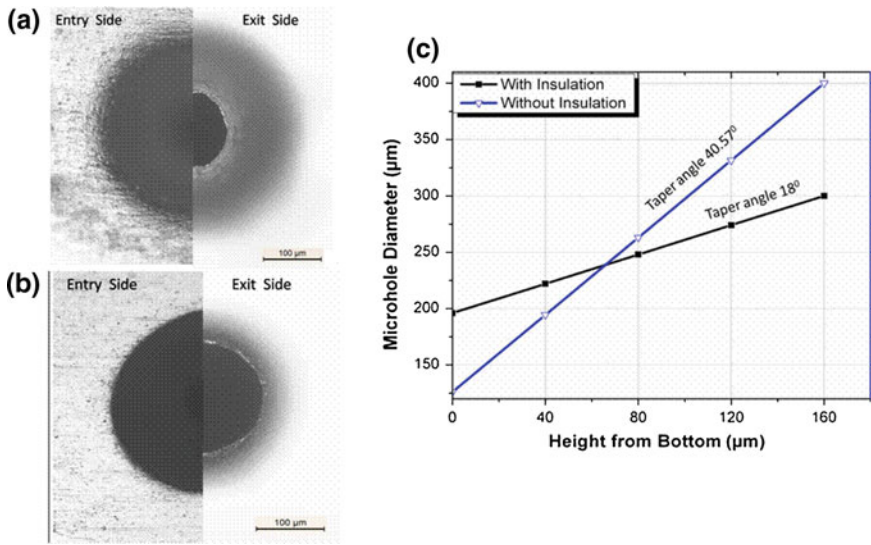 (a)
Entry Side
Exit Side
100 µm
(b)
Entry Side
Exit Side
100 µm
(c)
With Insulation
Without Insulation
Taper angle 40.57⁰
Taper angle 18⁰
Microhole Diameter (µm)
400
350
300
250
200
150
0
40
80
120
160
Height from Bottom (µm)